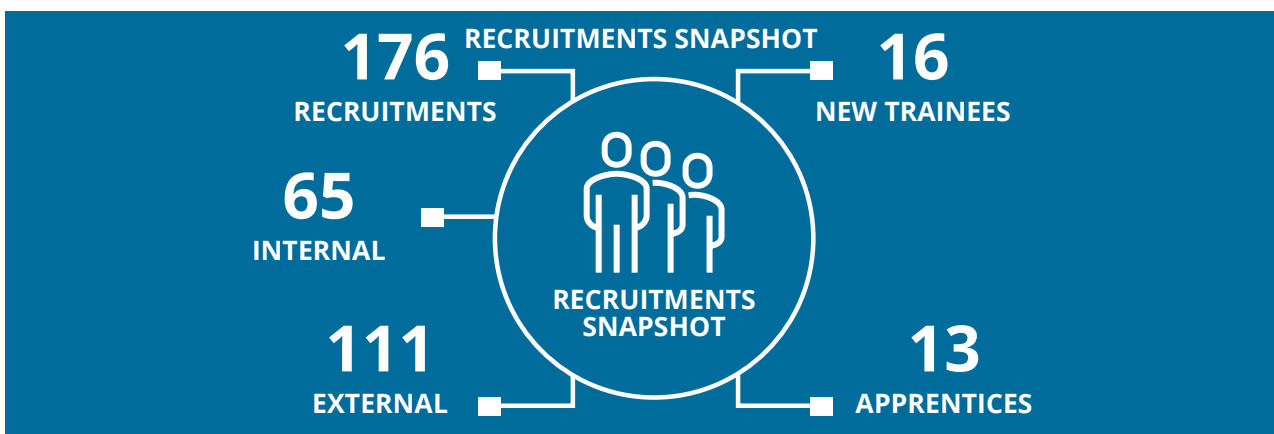 RECRUITMENTS SNAPSHOT
176
RECRUITMENTS
16
NEW TRAINEES
65
INTERNAL
RECRUITMENTS
SNAPSHOT
111
EXTERNAL
13
APPRENTICES